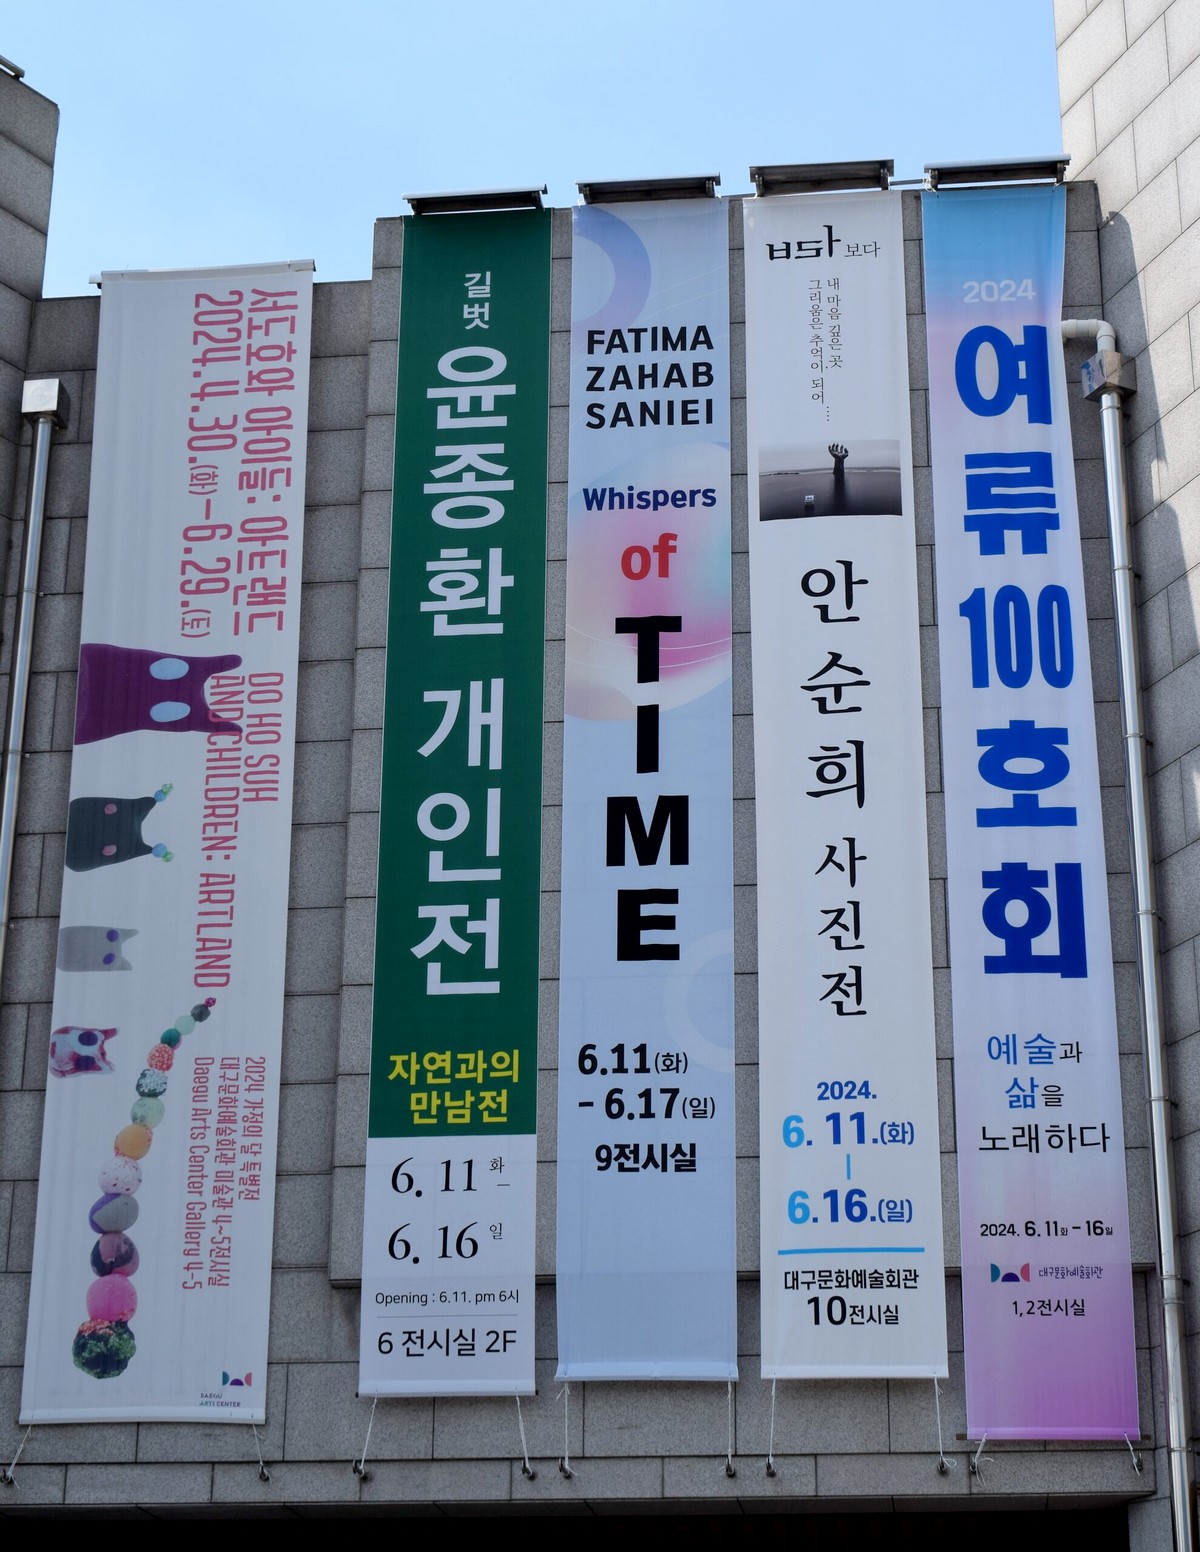 서도호와 아이들: 아트랜드
2024.4.30.(화)–6.29.(토)
DO HO SUH
AND CHILDREN: ARTLAND
2024 가정의 달 특별전
대구문화예술회관 미술관 4~5전시실
Daegu Arts Center Gallery 4-5
DAEGU
ARTS CENTER
길벗
윤종환 개인전
자연과의
만남전
6. 11 화 –
6. 16 일
Opening : 6.11. pm 6시
6 전시실 2F
FATIMA
ZAHAB
SANIEI
Whispers
of
TIME
6.11(화)
- 6.17(일)
9전시실
보다
내 마음 깊은 곳
그리움은 추억이 되어....
안순희 사진전
2024.
6. 11.(화)
|
6.16.(일)
대구문화예술회관
10전시실
2024
여류100호회
예술과
삶을
노래하다
2024. 6. 11화 - 16일
대구문화예술회관
1, 2전시실